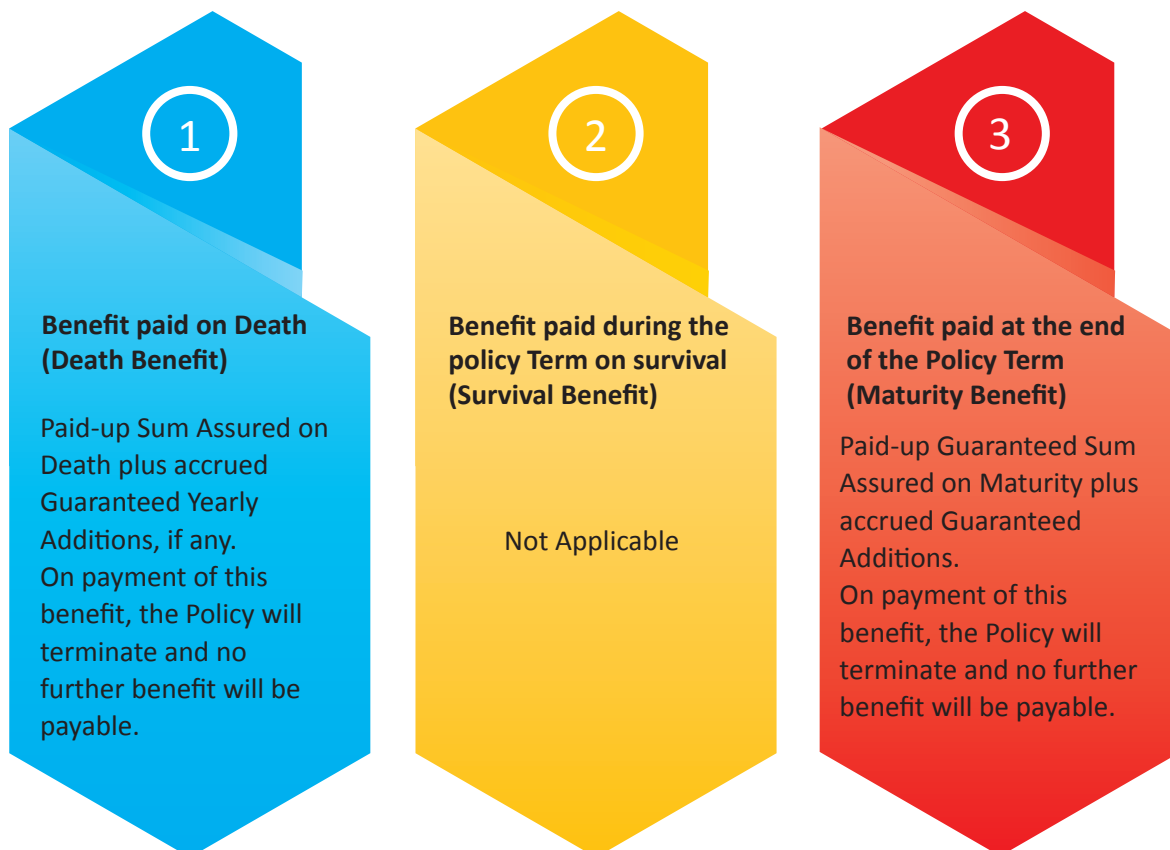 1
Benefit paid on Death
(Death Benefit)
Paid-up Sum Assured on
Death plus accrued
Guaranteed Yearly
Additions, if any.
On payment of this
benefit, the Policy will
terminate and no
further benefit will be
payable.
2
Benefit paid during the
policy Term on survival
(Survival Benefit)
Not Applicable
3
Benefit paid at the end
of the Policy Term
(Maturity Benefit)
Paid-up Guaranteed Sum
Assured on Maturity plus
accrued Guaranteed
Additions.
On payment of this
benefit, the Policy will
terminate and no further
benefit will be payable.